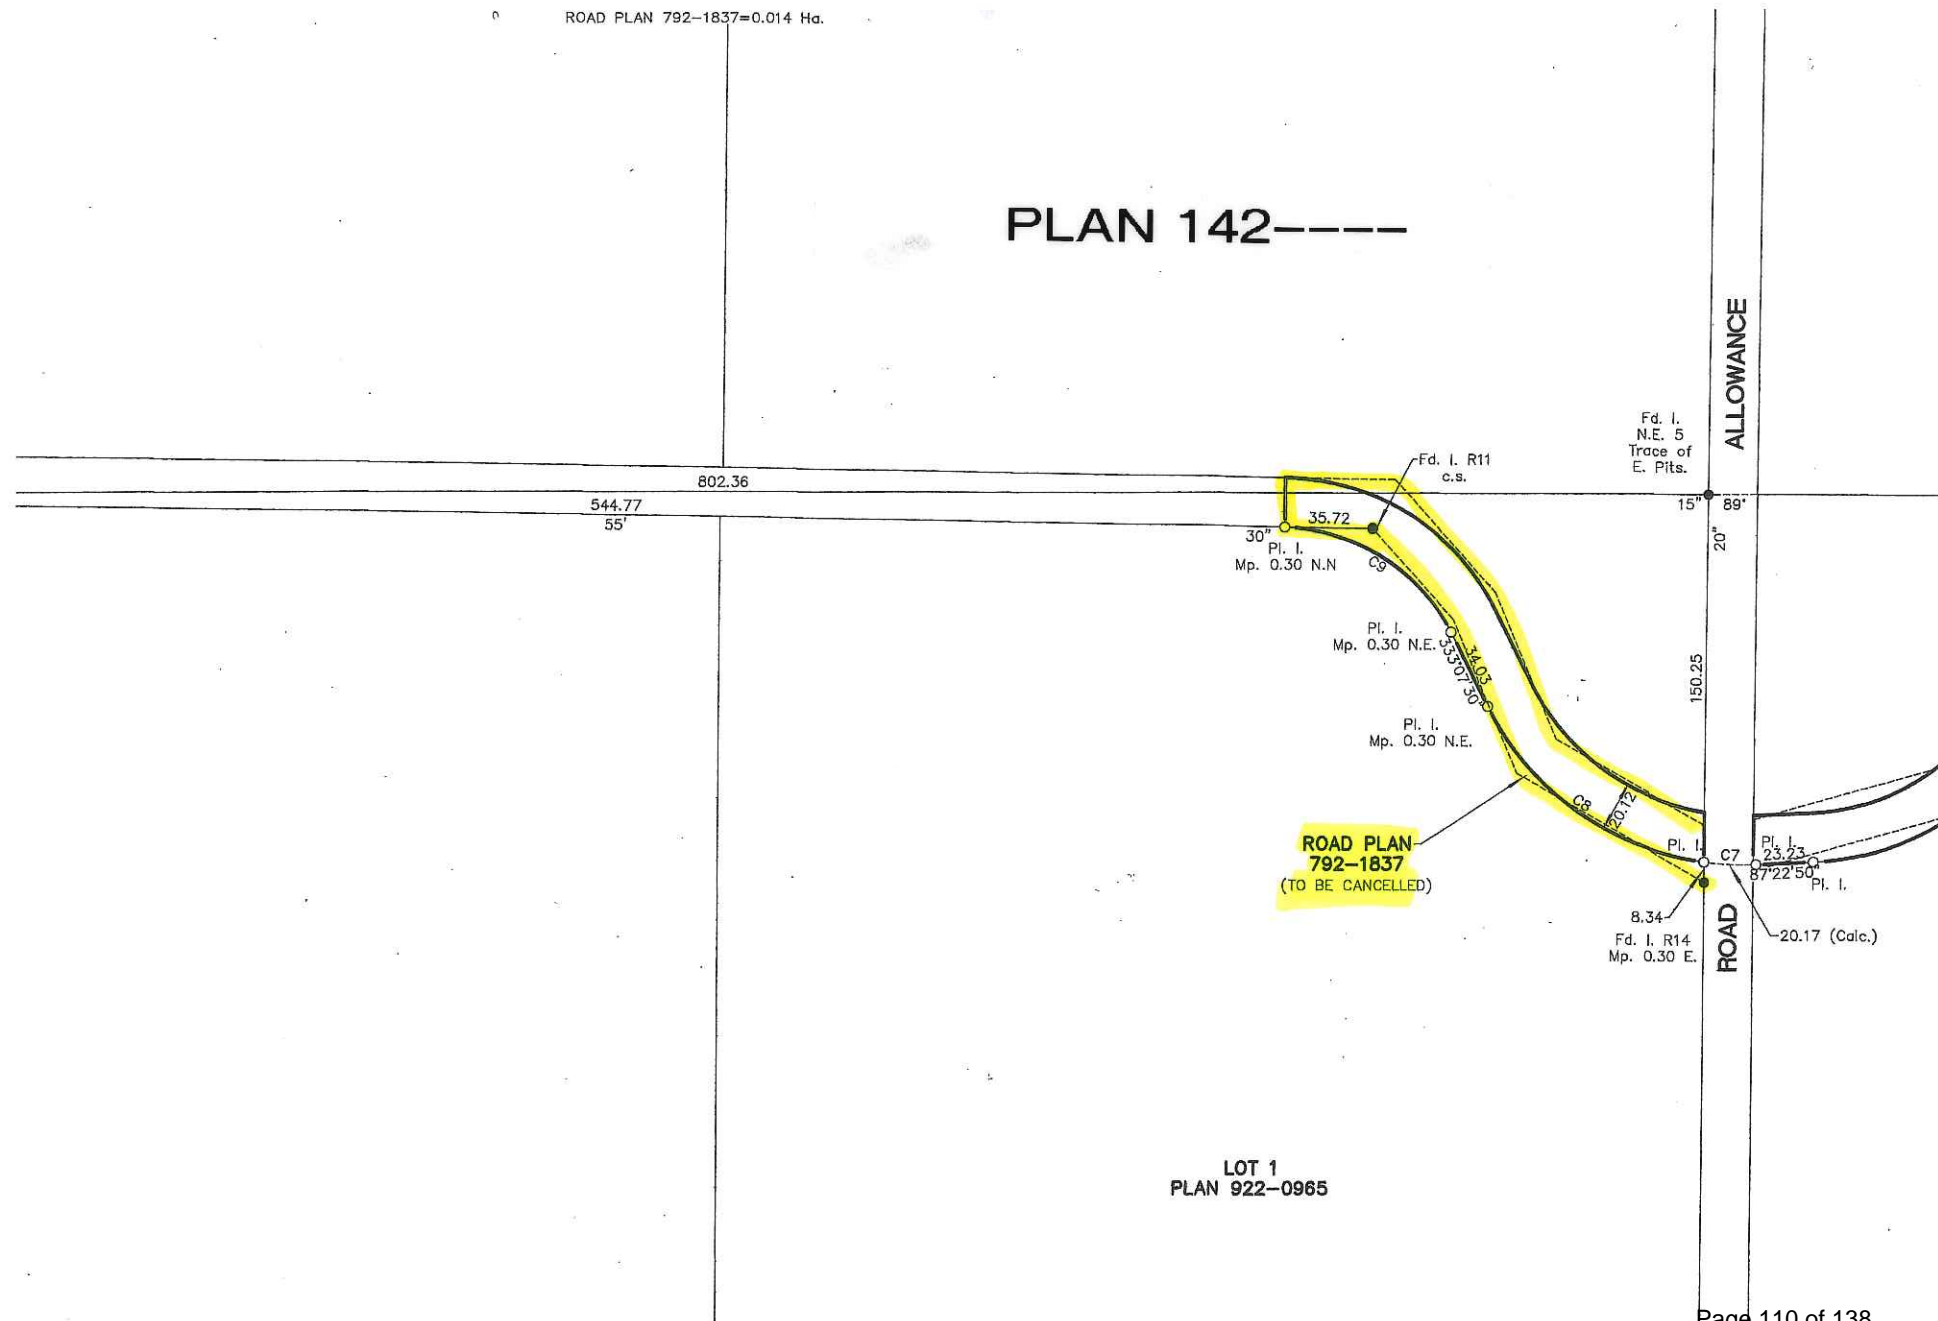 ROAD PLAN 792-1837=0.014 Ha.
PLAN 142----
ALLOWANCE
Fd. I.
N.E. 5
Trace of
E. Pits.
Fd. I. R11
c.s.
802.36
544.77
55'
15" 89'
20"
35.72
30"
Pl. I.
Mp. 0.30 N.N
C9
Pl. I.
Mp. 0.30 N.E.
34.03
333°07'30"
150.25
Pl. I.
Mp. 0.30 N.E.
C8
20.12
ROAD PLAN
792-1837
(TO BE CANCELLED)
Pl. I.
C7
Pl. I.
23.23
87°22'50"
Pl. I.
8.34
Fd. I. R14
Mp. 0.30 E.
ROAD
20.17 (Calc.)
LOT 1
PLAN 922-0965
Page 110 of 138